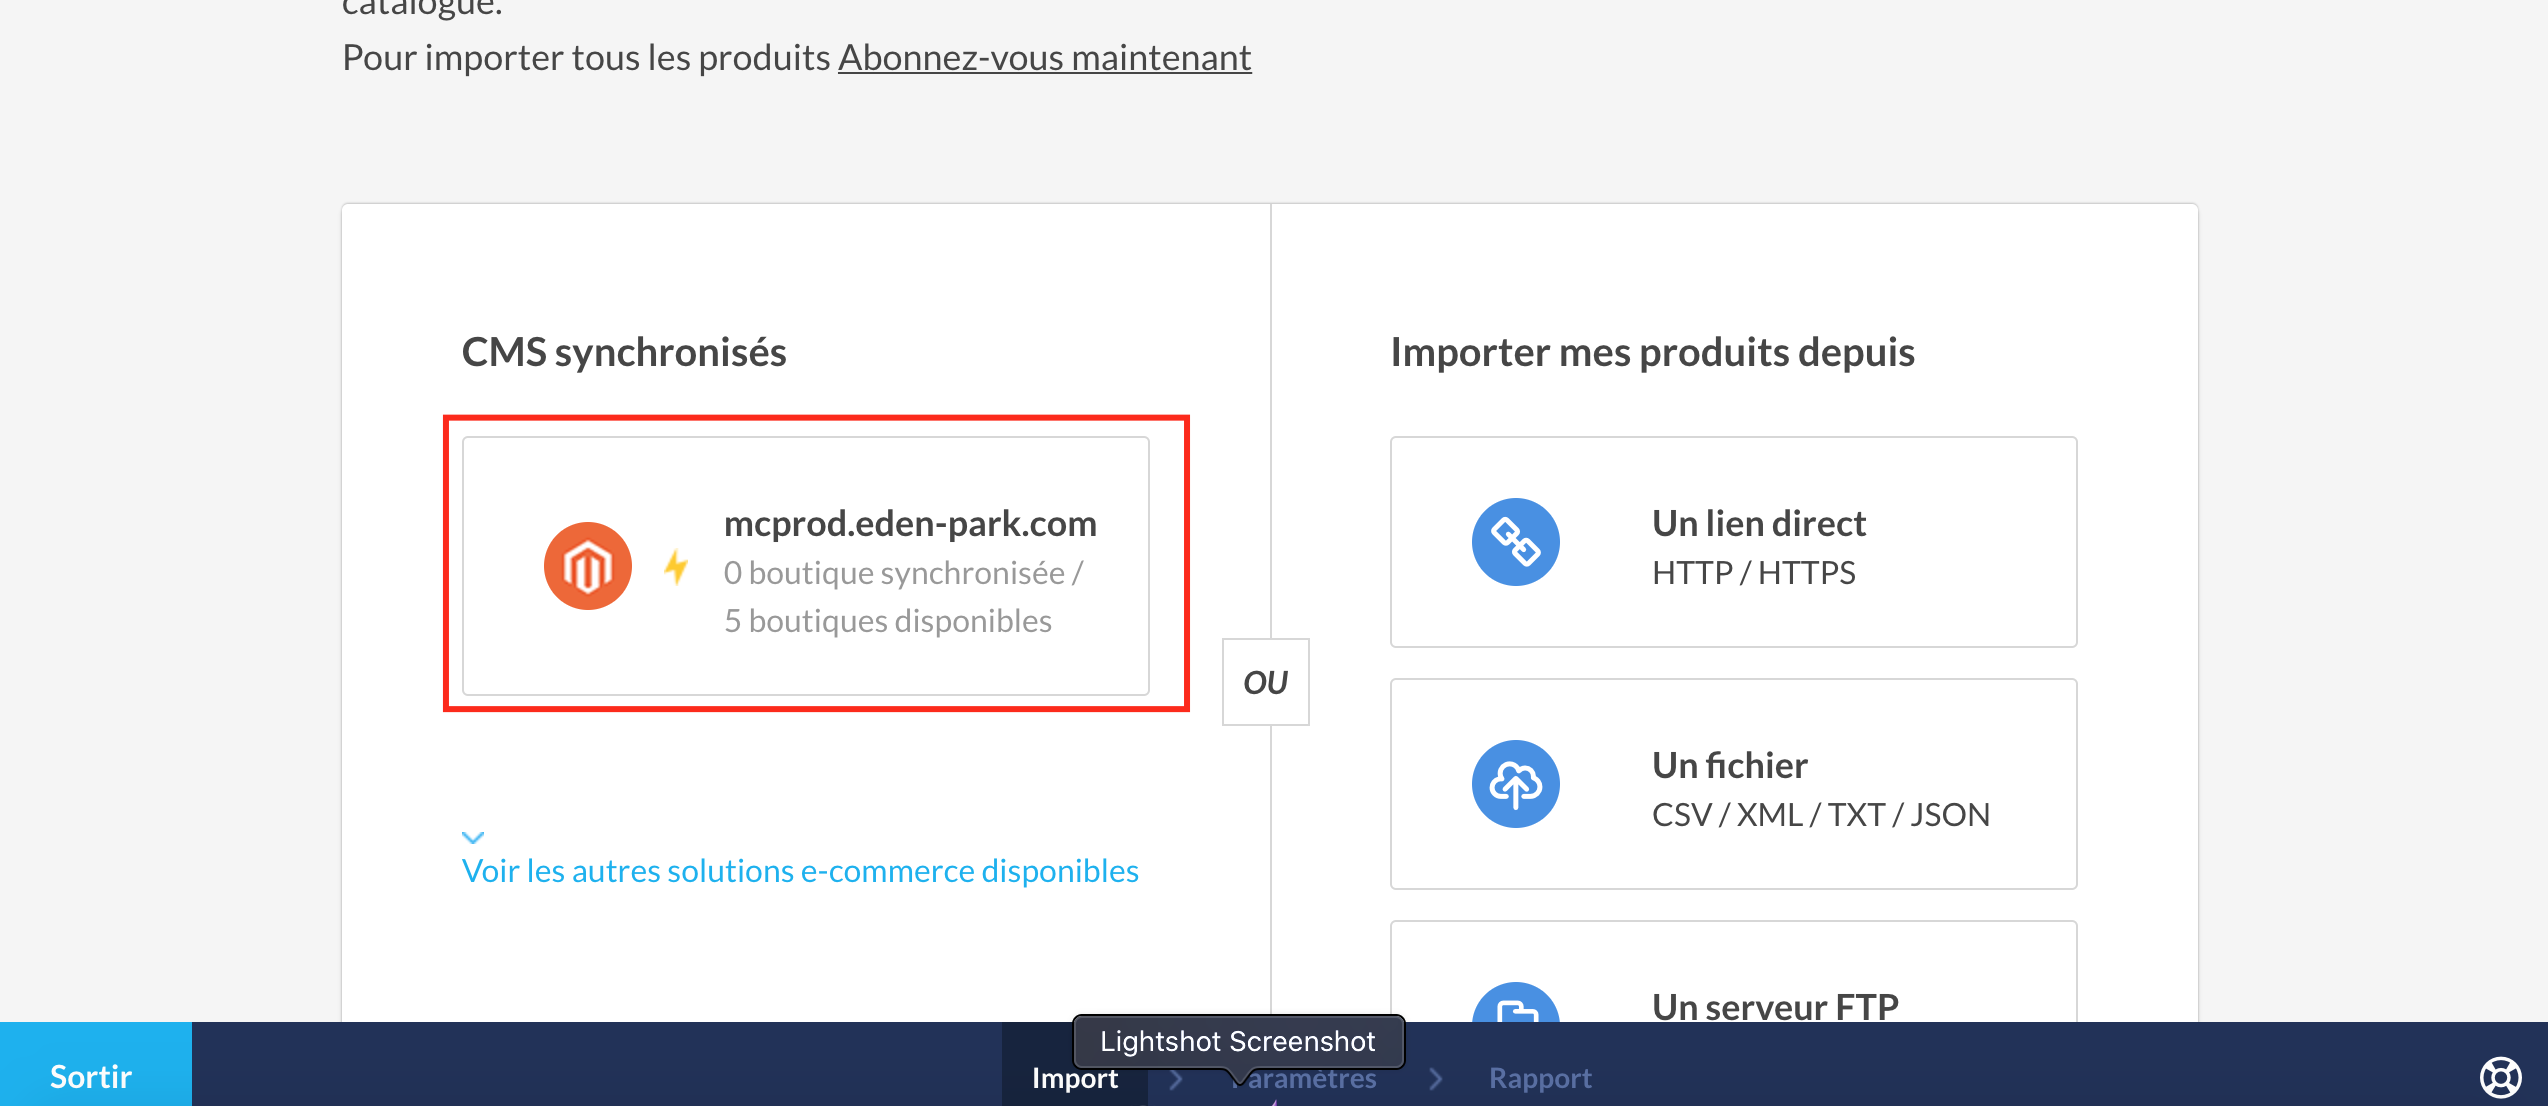 catalogue.
Pour importer tous les produits Abonnez-vous maintenant
CMS synchronisés
mcprod.eden-park.com
0 boutique synchronisée /
5 boutiques disponibles
Voir les autres solutions e-commerce disponibles
OU
Importer mes produits depuis
Un lien direct
HTTP / HTTPS
Un fichier
CSV / XML / TXT / JSON
Un serveur FTP
Lightshot Screenshot
Sortir
Import
Paramètres
Rapport